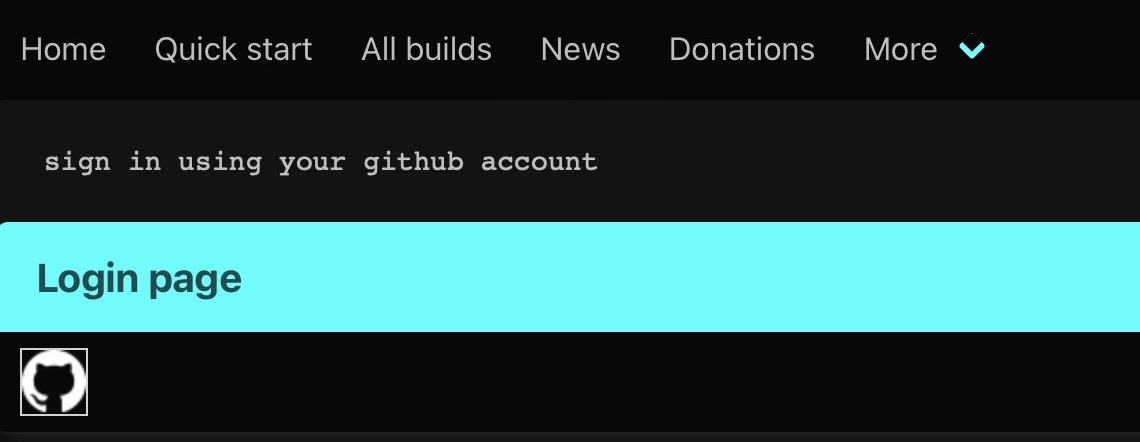 Home Quick start All builds News Donations More
sign in using your github account
Login page